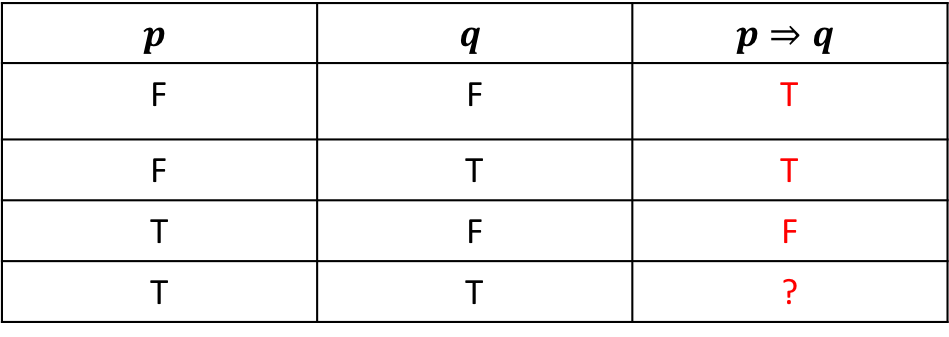 p q p ⇒ q
F F T
F T T
T F F
T T ?